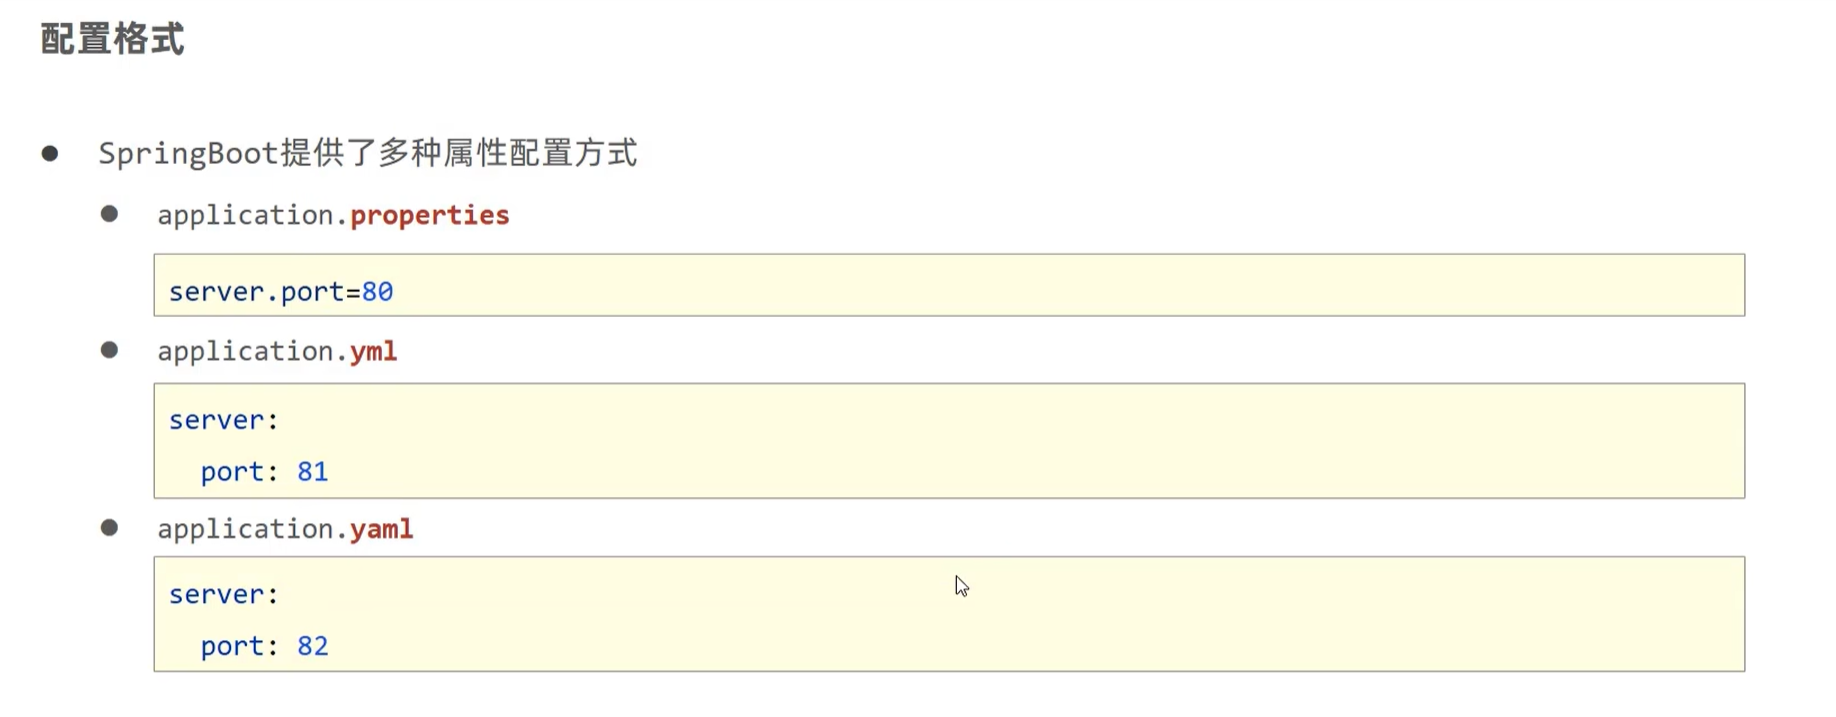 配置格式
SpringBoot提供了多种属性配置方式
application.properties
server.port=80
application.yml
server:
  port: 81
application.yaml
server:
  port: 82